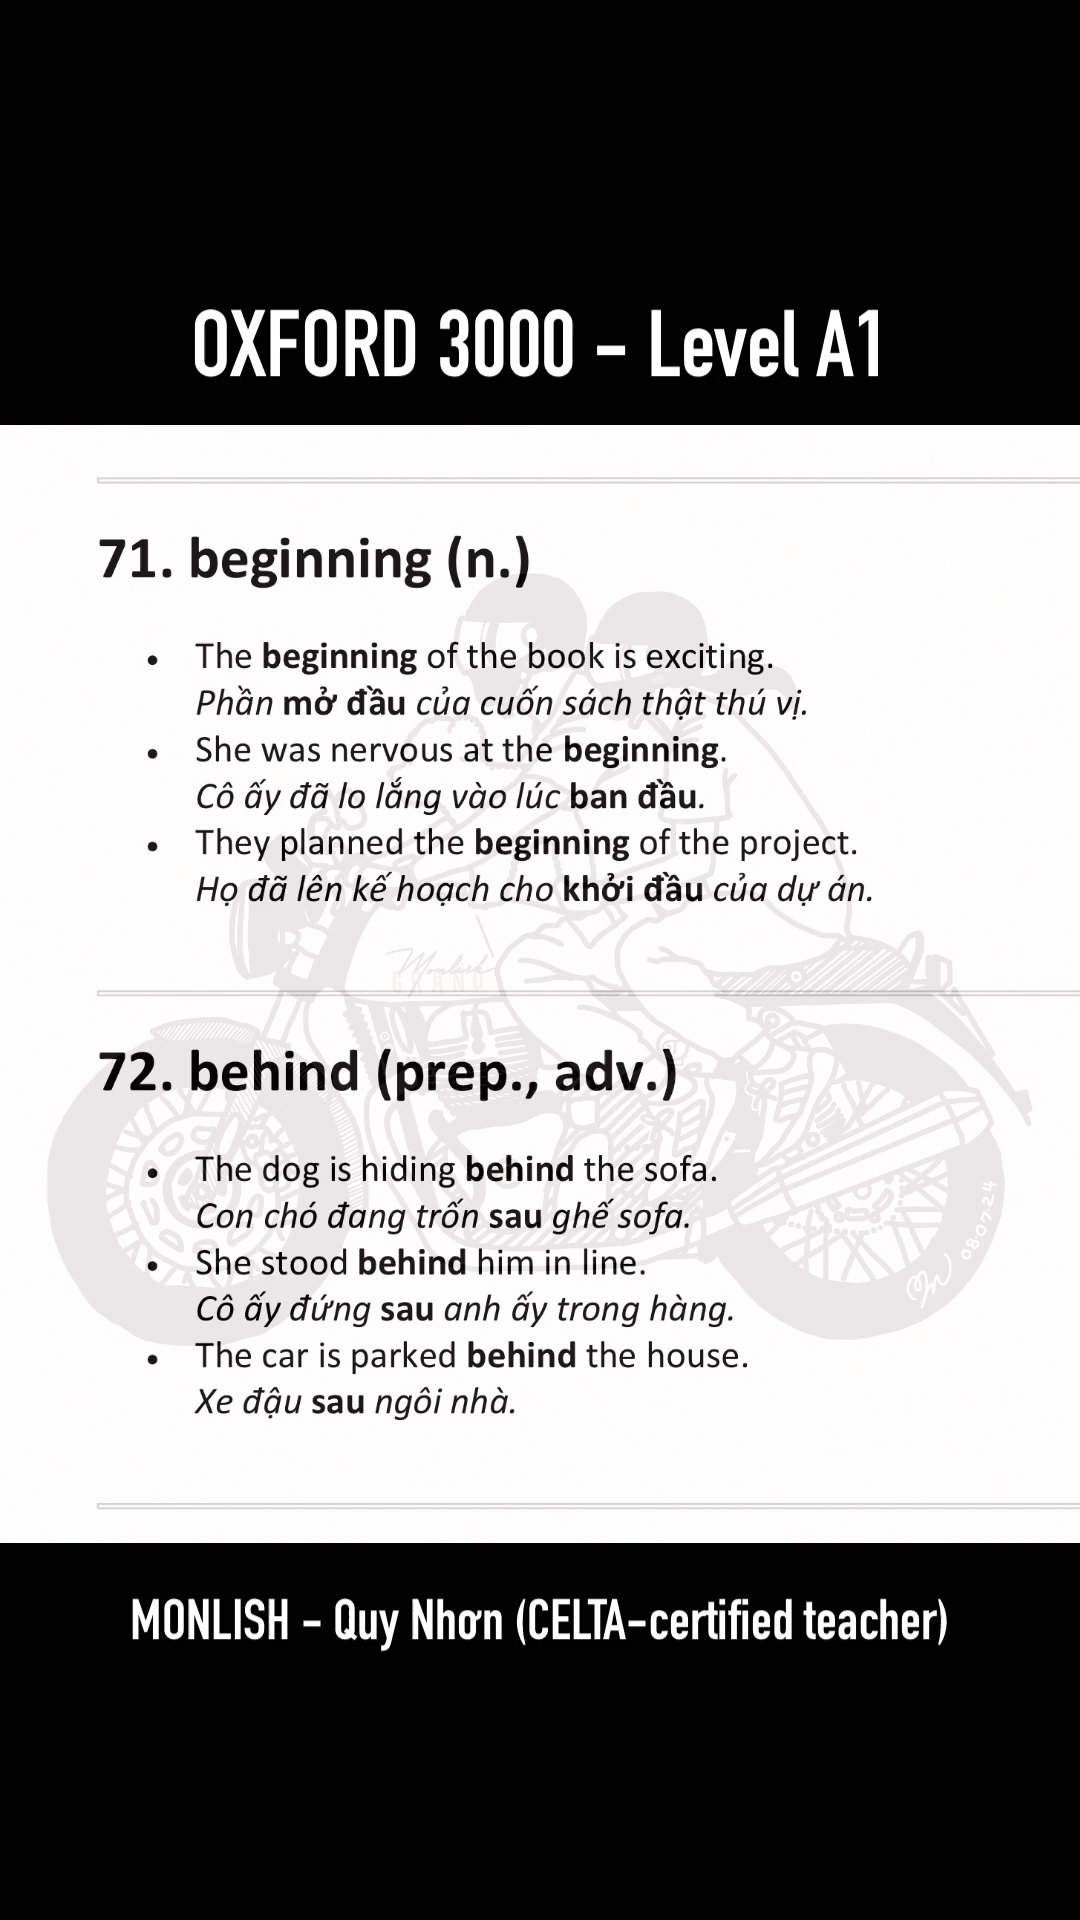 OXFORD 3000 - Level A1
71. beginning (n.)
• The beginning of the book is exciting.
Phần mở đầu của cuốn sách thật thú vị.
• She was nervous at the beginning.
Cô ấy đã lo lắng vào lúc ban đầu.
• They planned the beginning of the project.
Họ đã lên kế hoạch cho khởi đầu của dự án.
Monlish
GRAND
72. behind (prep., adv.)
• The dog is hiding behind the sofa.
Con chó đang trốn sau ghế sofa.
• She stood behind him in line.
Cô ấy đứng sau anh ấy trong hàng.
• The car is parked behind the house.
Xe đậu sau ngôi nhà.
080724
MONLISH - Quy Nhơn (CELTA-certified teacher)